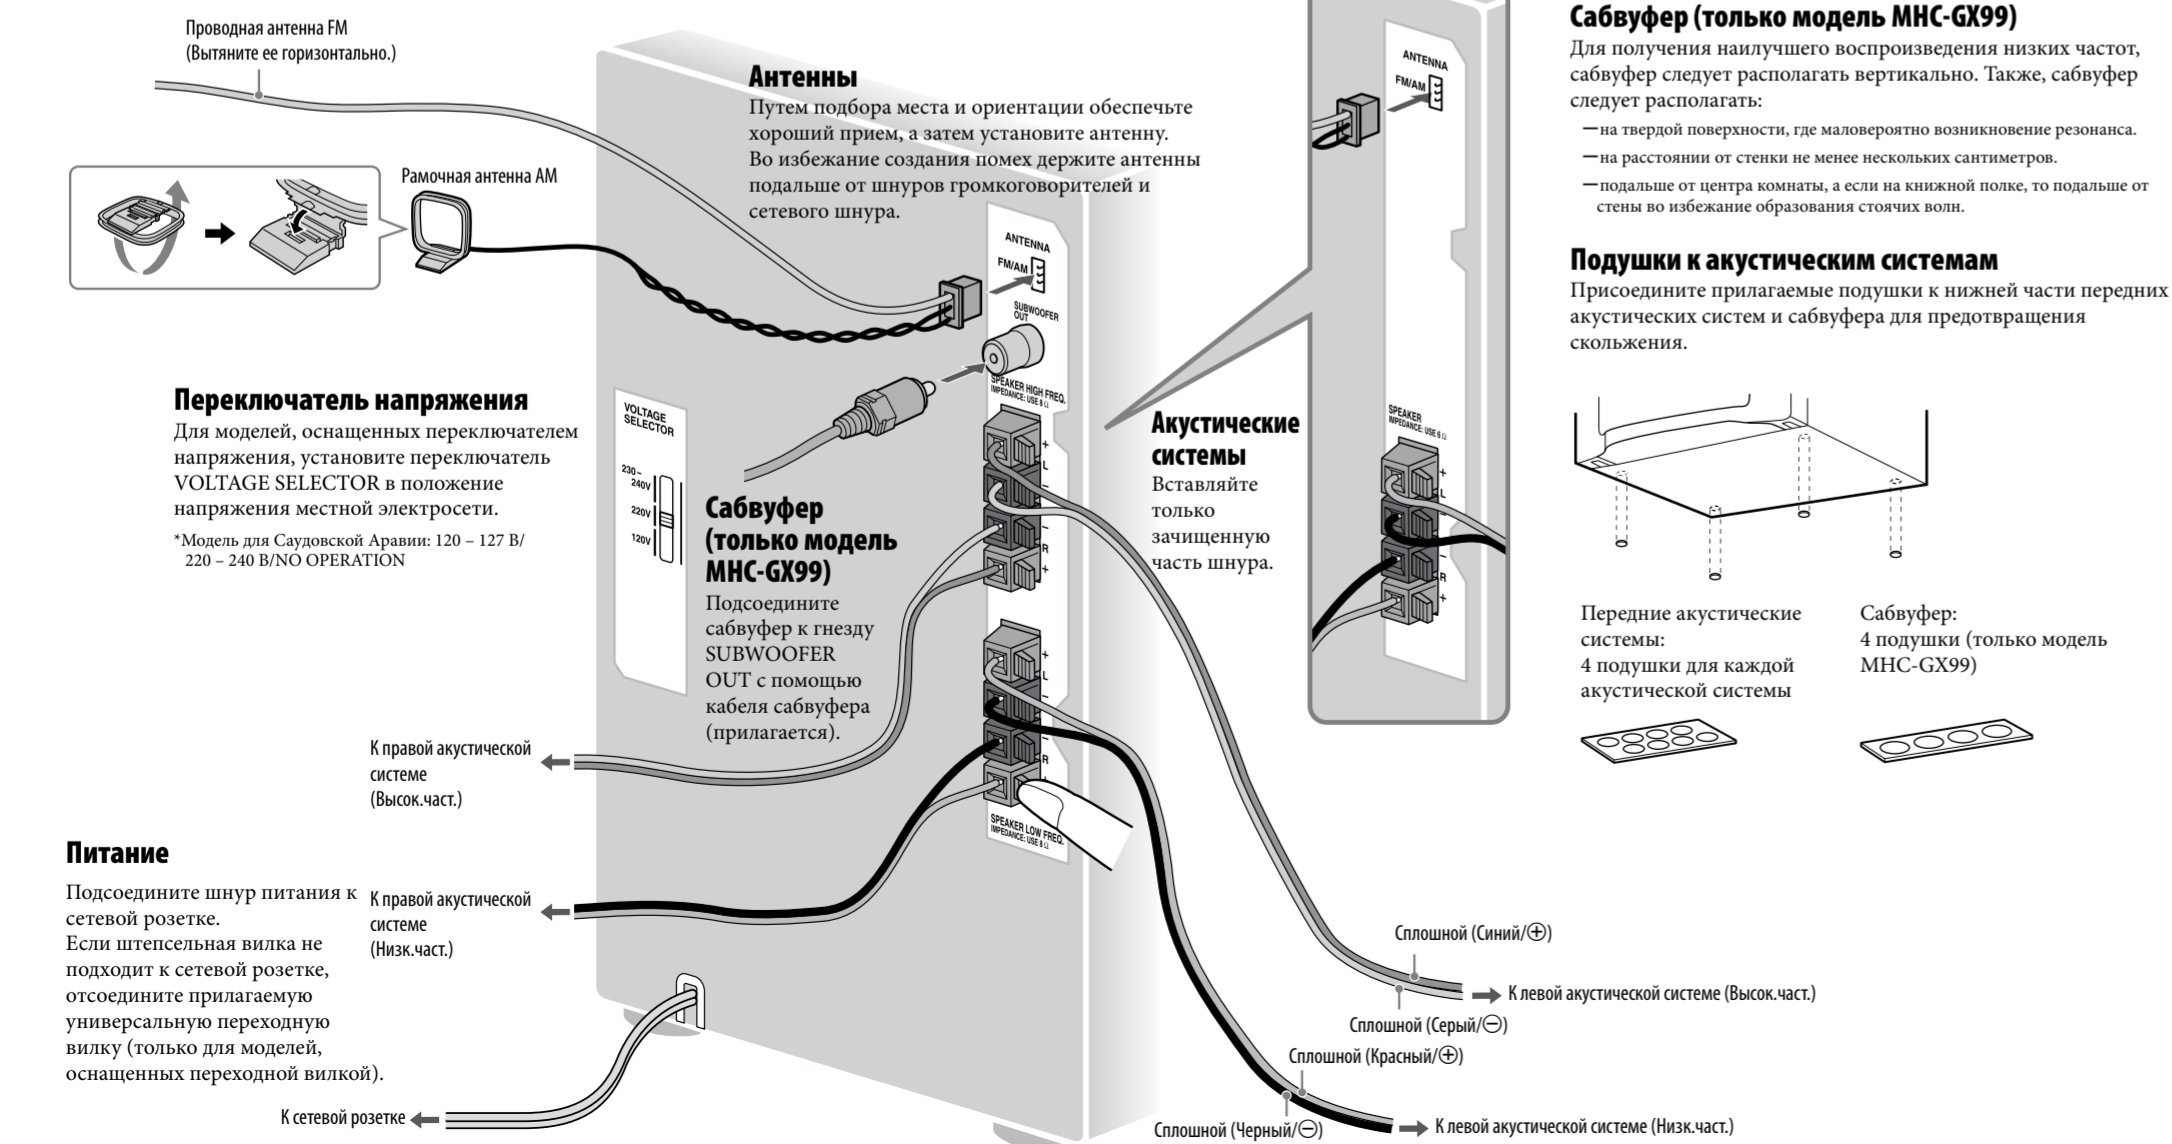 Проводная антенна FM
(Вытяните ее горизонтально.)
Рамочная антенна AM
Антенны
Путем подбора места и ориентации обеспечьте
хороший прием, а затем установите антенну.
Во избежание создания помех держите антенны
подальше от шнуров громкоговорителей и
сетевого шнура.
ANTENNA
FM/AM
SUBWOOFER
OUT
SPEAKER HIGH FREQ.
IMPEDANCE: USE 8 Ω
+
L
–
–
R
+
Переключатель напряжения
Для моделей, оснащенных переключателем
напряжения, установите переключатель
VOLTAGE SELECTOR в положение
напряжения местной электросети.
*Модель для Саудовской Аравии: 120 – 127 В/
220 – 240 В/NO OPERATION
VOLTAGE
SELECTOR
230–
240V
220V
120V
Сабвуфер
(только модель
MHC-GX99)
Подсоедините
сабвуфер к гнезду
SUBWOOFER
OUT с помощью
кабеля сабвуфера
(прилагается).
+
L
–
–
R
+
SPEAKER LOW FREQ.
IMPEDANCE: USE 8 Ω
Акустические
системы
Вставляйте
только
зачищенную
часть шнура.
ANTENNA
FM/AM
SPEAKER
IMPEDANCE: USE 6 Ω
+
L
–
–
R
+
К правой акустической
системе
(Высок.част.)
Питание
Подсоедините шнур питания к
сетевой розетке.
Если штепсельная вилка не
подходит к сетевой розетке,
отсоедините прилагаемую
универсальную переходную
вилку (только для моделей,
оснащенных переходной вилкой).
К правой акустической
системе
(Низк.част.)
К сетевой розетке
Сплошной (Синий/⊕)
К левой акустической системе (Высок.част.)
Сплошной (Серый/⊖)
Сплошной (Красный/⊕)
Сплошной (Черный/⊖)
К левой акустической системе (Низк.част.)
Сабвуфер (только модель MHC-GX99)
Для получения наилучшего воспроизведения низких частот,
сабвуфер следует располагать вертикально. Также, сабвуфер
следует располагать:
—на твердой поверхности, где маловероятно возникновение резонанса.
—на расстоянии от стенки не менее нескольких сантиметров.
—подальше от центра комнаты, а если на книжной полке, то подальше от
стены во избежание образования стоячих волн.
Подушки к акустическим системам
Присоедините прилагаемые подушки к нижней части передних
акустических систем и сабвуфера для предотвращения
скольжения.
Передние акустические
системы:
4 подушки для каждой
акустической системы
Сабвуфер:
4 подушки (только модель
MHC-GX99)